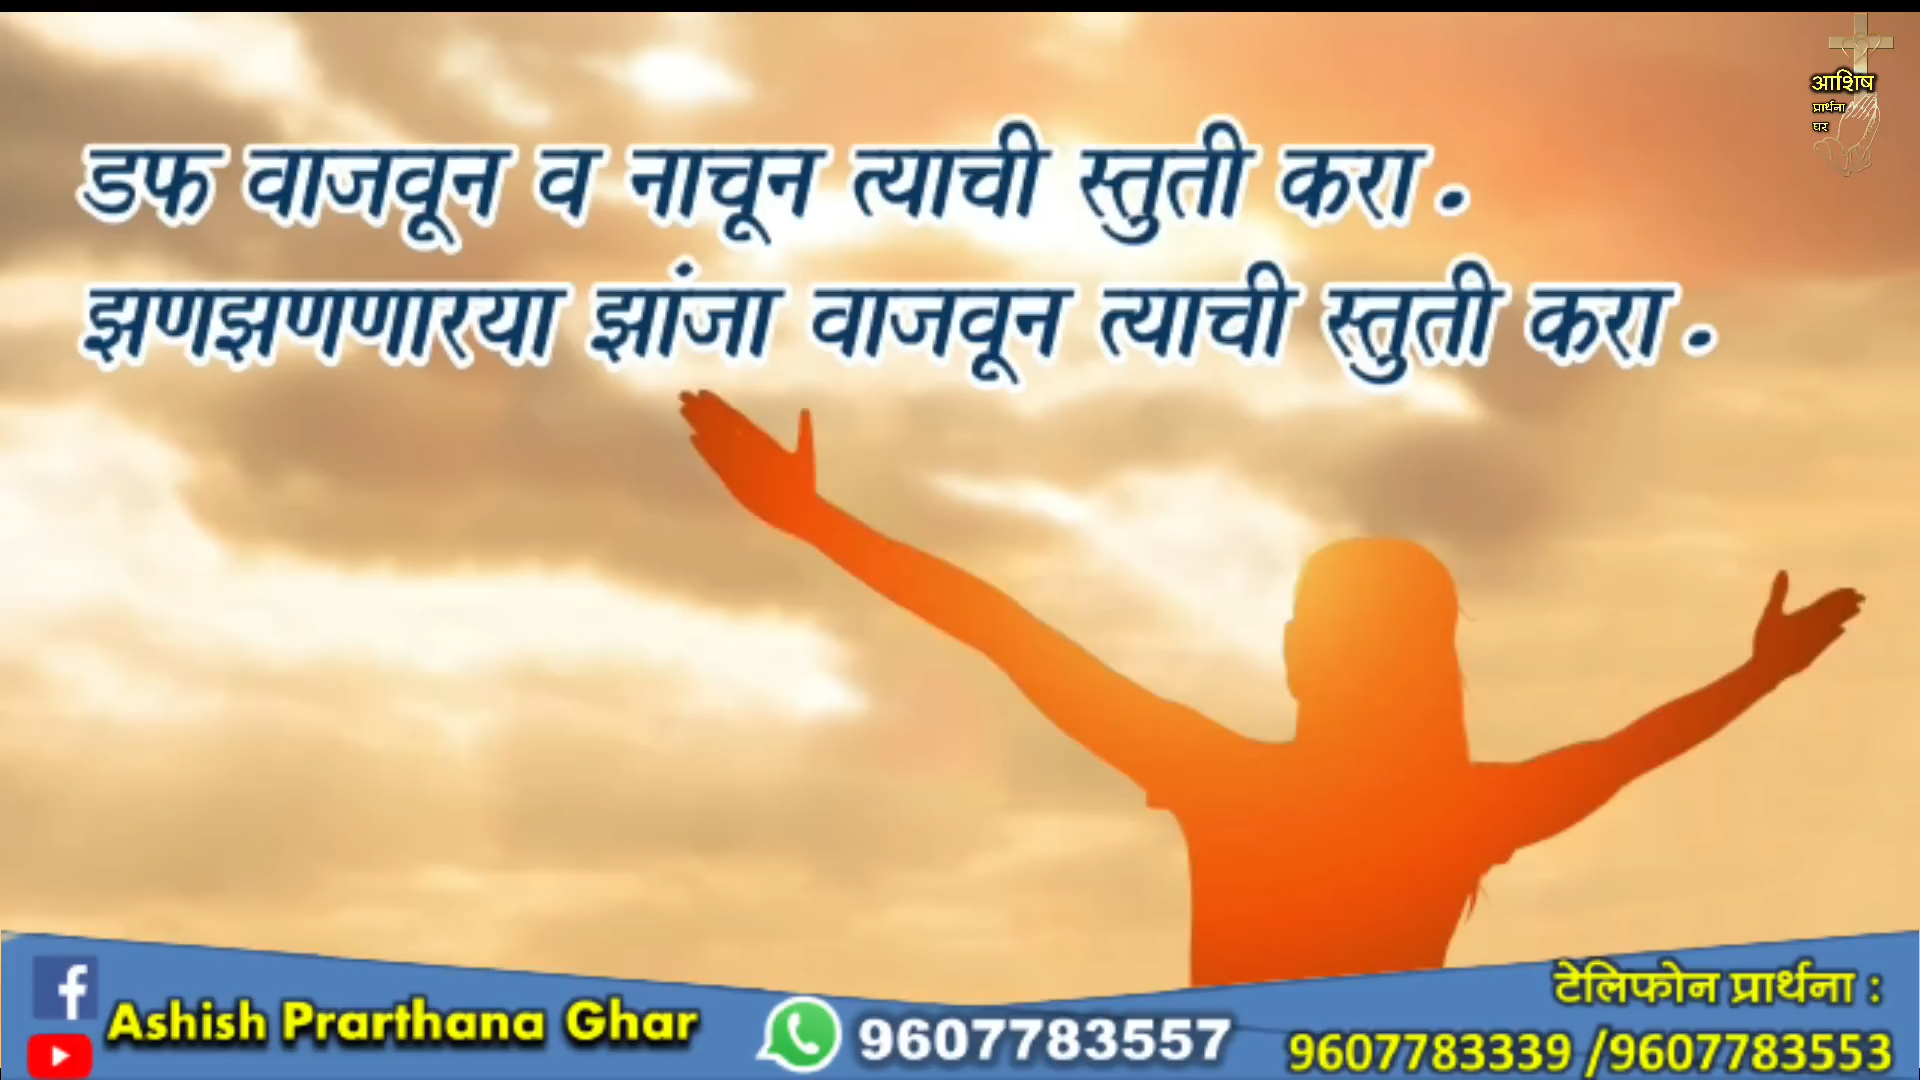 आशिष
प्रार्थना
घर
डफ वाजवून व नाचून त्याची स्तुती करा.
झणझणणारया झांजा वाजवून त्याची स्तुती करा.
Ashish Prarthana Ghar
9607783557
टेलिफोन प्रार्थना :
9607783339 /9607783553